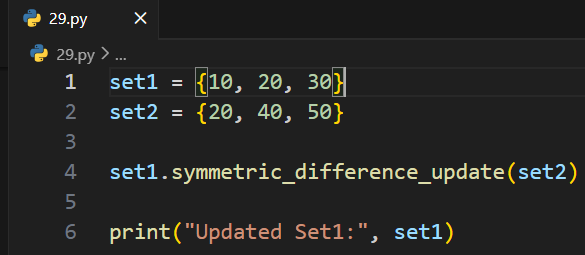 29.py ×
29.py > ...
1 set1 = {10, 20, 30}
2 set2 = {20, 40, 50}
3
4 set1.symmetric_difference_update(set2)
5
6 print("Updated Set1:", set1)